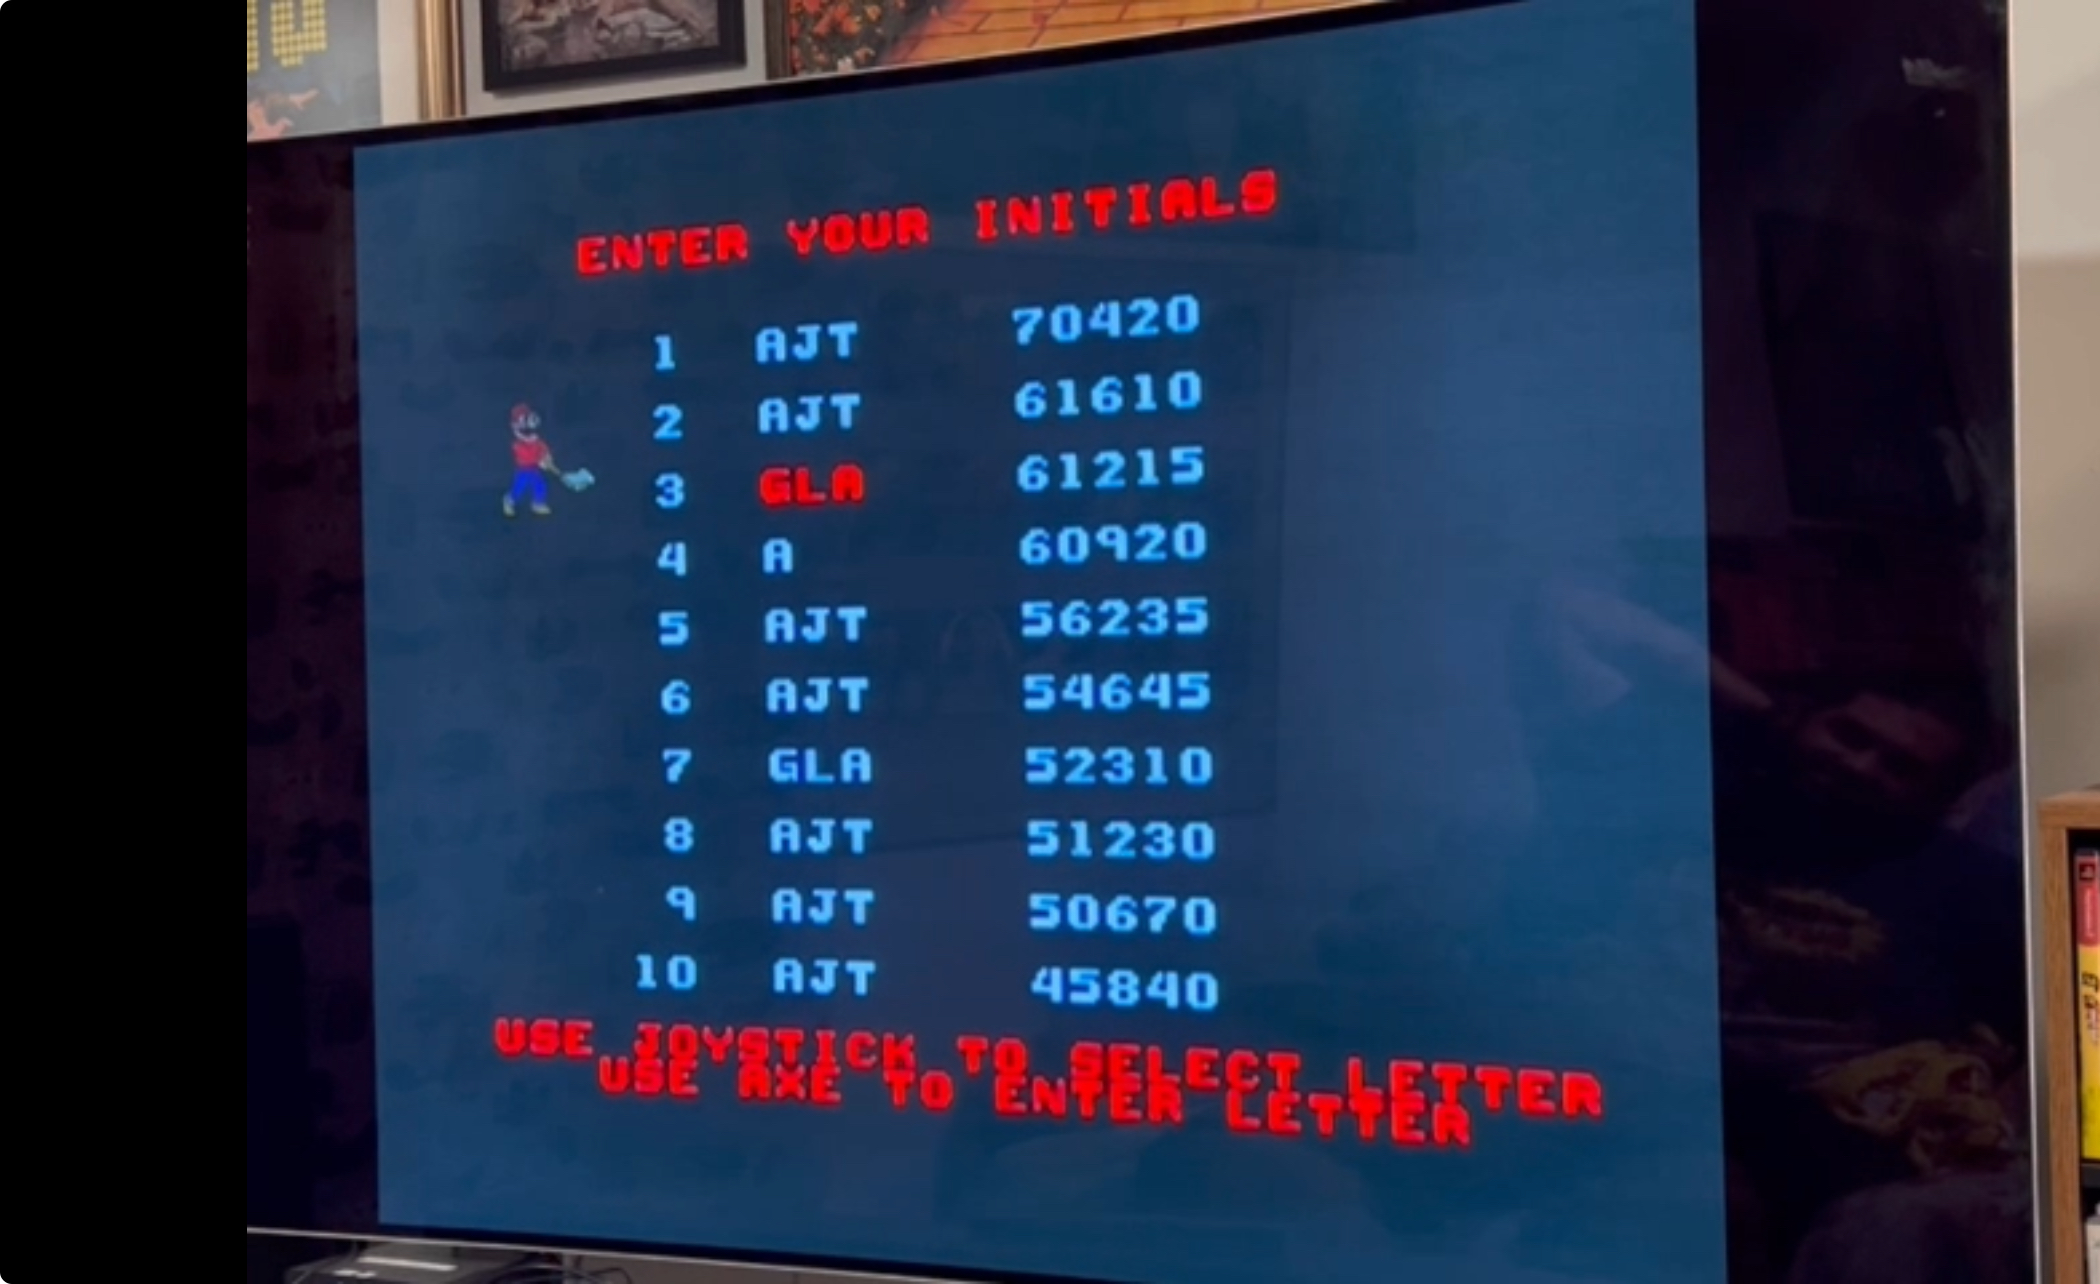 ENTER YOUR INITIALS
1 AJT 70420
2 AJT 61610
3 GLA 61215
4 A 60920
5 AJT 56235
6 AJT 54645
7 GLA 52310
8 AJT 51230
9 AJT 50670
10 AJT 45840
USE JOYSTICK TO SELECT LETTER
USE AXE TO ENTER LETTER